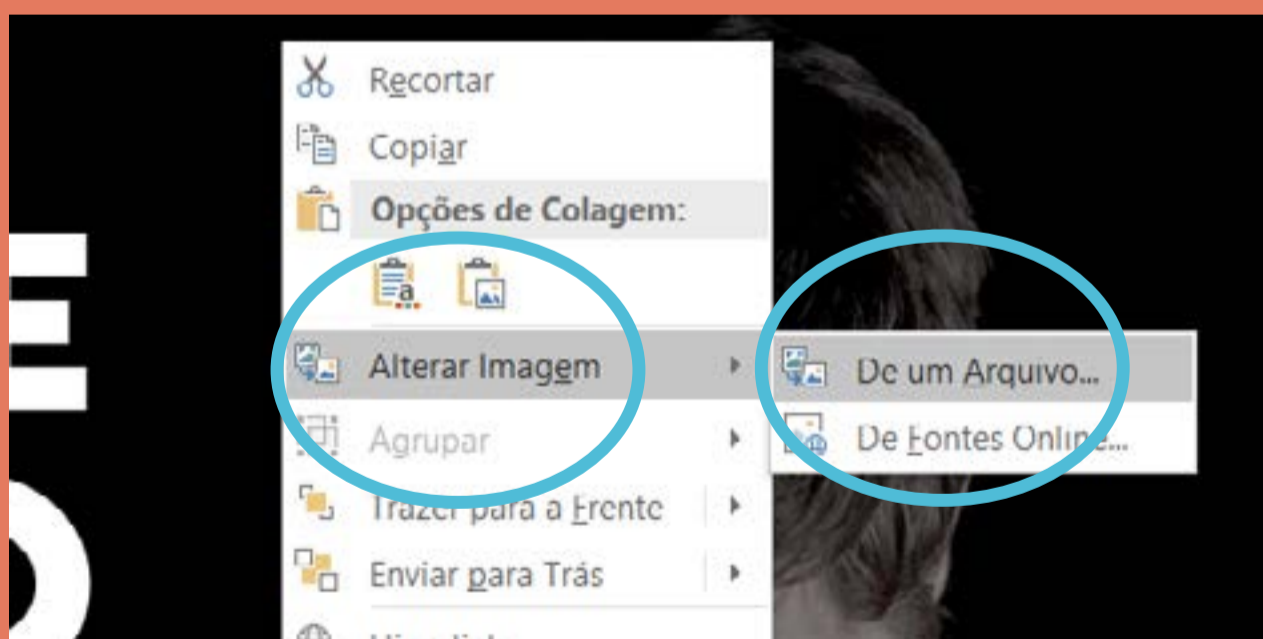 E
Recortar
Copiar
Opções de Colagem:
Alterar Imagem
De um Arquivo...
Agrupar
De Fontes Online...
Trazer para a Frente
Enviar para Trás